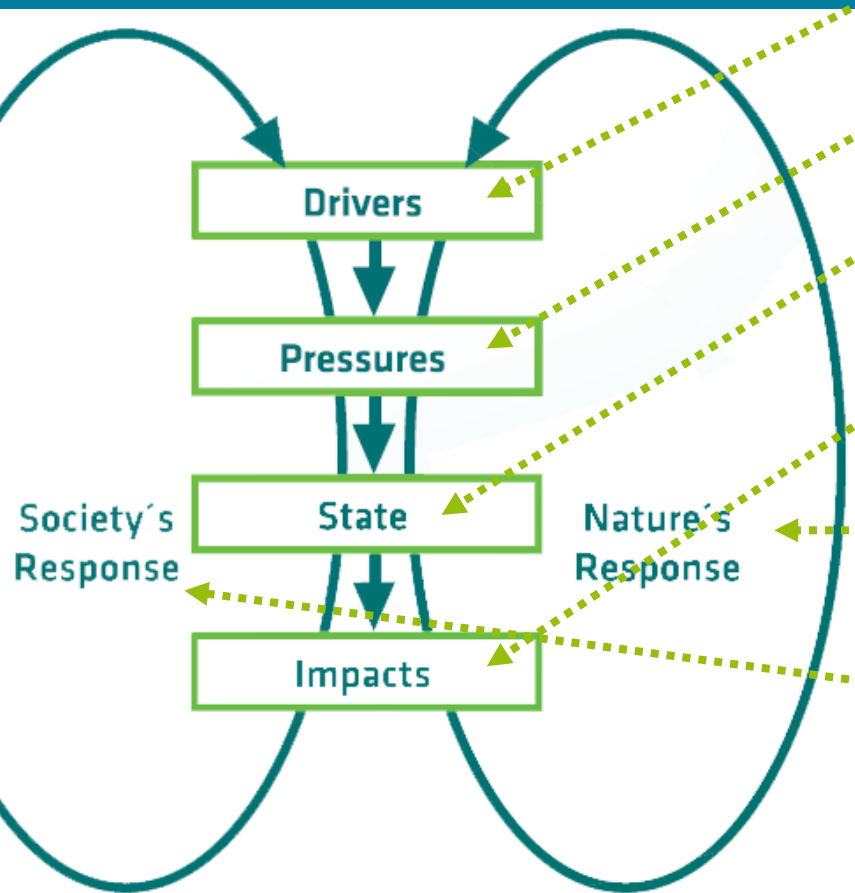 Drivers
Pressures
State
Society´s
Response
Nature´s
Response
Impacts